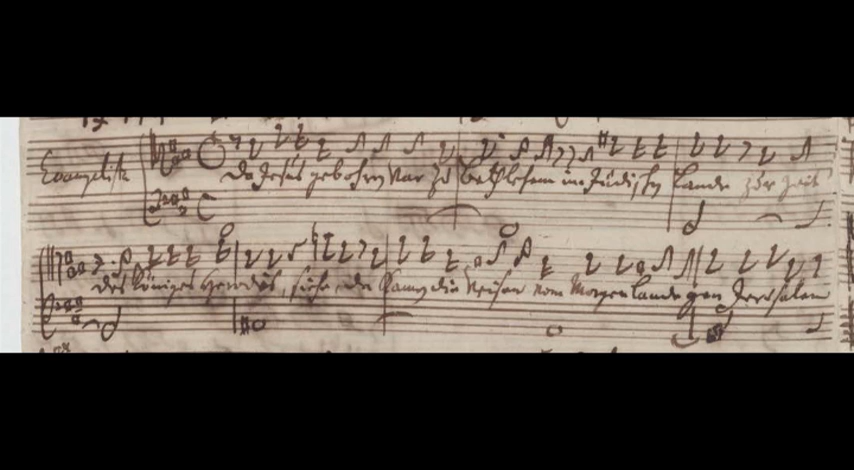 Evangelista
Da Jesus gebohren war zu Bethlehem im Jüdischen Lande zur Zeit
des Königes Herodis, siehe, da kamen die Weisen vom Morgenlande gen Jerusalem